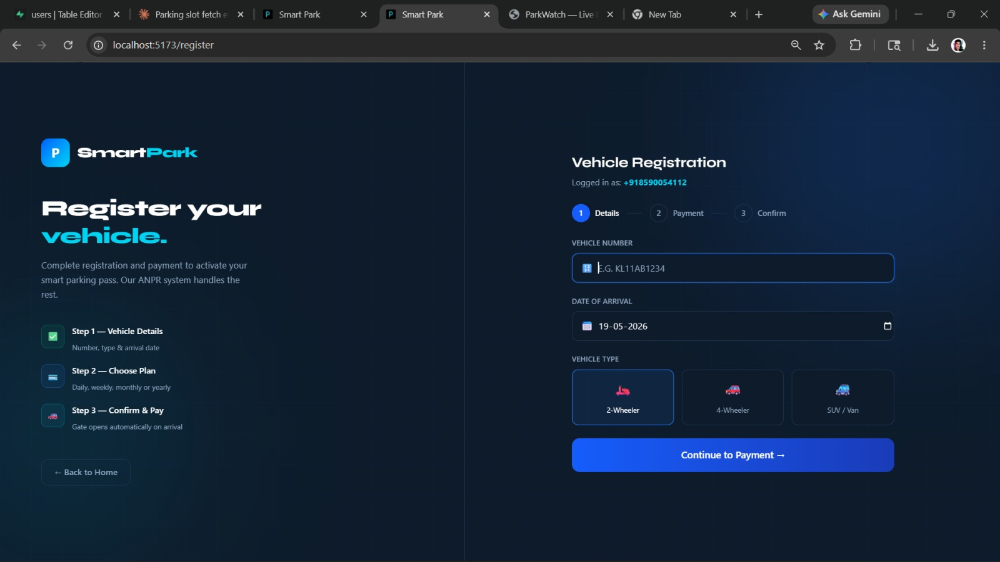 users | Table Editor
Parking slot fetch e
Smart Park
Smart Park
ParkWatch — Live
New Tab
Ask Gemini
localhost:5173/register
P
SmartPark
Register your
vehicle.
Complete registration and payment to activate your
smart parking pass. Our ANPR system handles the
rest.
Step 1 — Vehicle Details
Number, type & arrival date
Step 2 — Choose Plan
Daily, weekly, monthly or yearly
Step 3 — Confirm & Pay
Gate opens automatically on arrival
← Back to Home
Vehicle Registration
Logged in as: +918590054112
1 Details 2 Payment 3 Confirm
VEHICLE NUMBER
E.G. KL11AB1234
DATE OF ARRIVAL
19-05-2026
VEHICLE TYPE
2-Wheeler
4-Wheeler
SUV / Van
Continue to Payment →